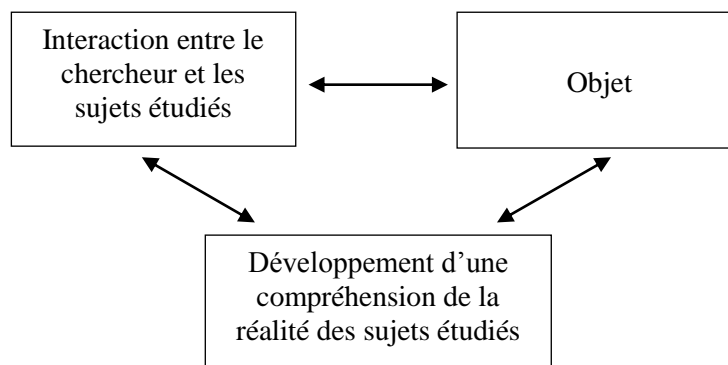 Interaction entre le
chercheur et les
sujets étudiés
Objet
Développement d’une
compréhension de la
réalité des sujets étudiés